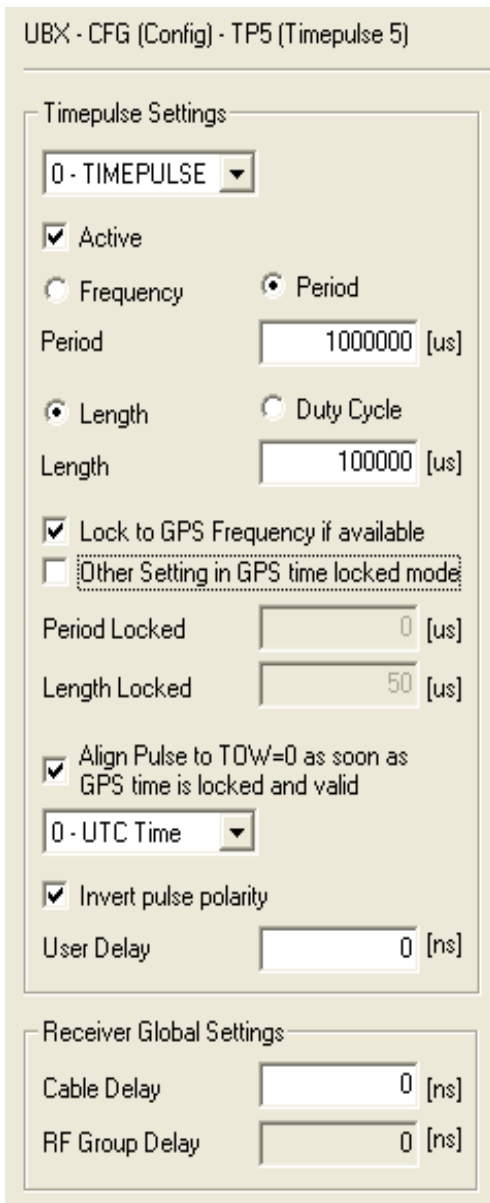 UBX - CFG (Config) - TP5 (Timepulse 5)
Timepulse Settings
0 - TIMEPULSE
Active
Frequency Period
Period 1000000 [us]
Length Duty Cycle
Length 100000 [us]
Lock to GPS Frequency if available
Other Setting in GPS time locked mode
Period Locked 0 [us]
Length Locked 50 [us]
Align Pulse to TOW=0 as soon as
GPS time is locked and valid
0 - UTC Time
Invert pulse polarity
User Delay 0 [ns]
Receiver Global Settings
Cable Delay 0 [ns]
RF Group Delay 0 [ns]